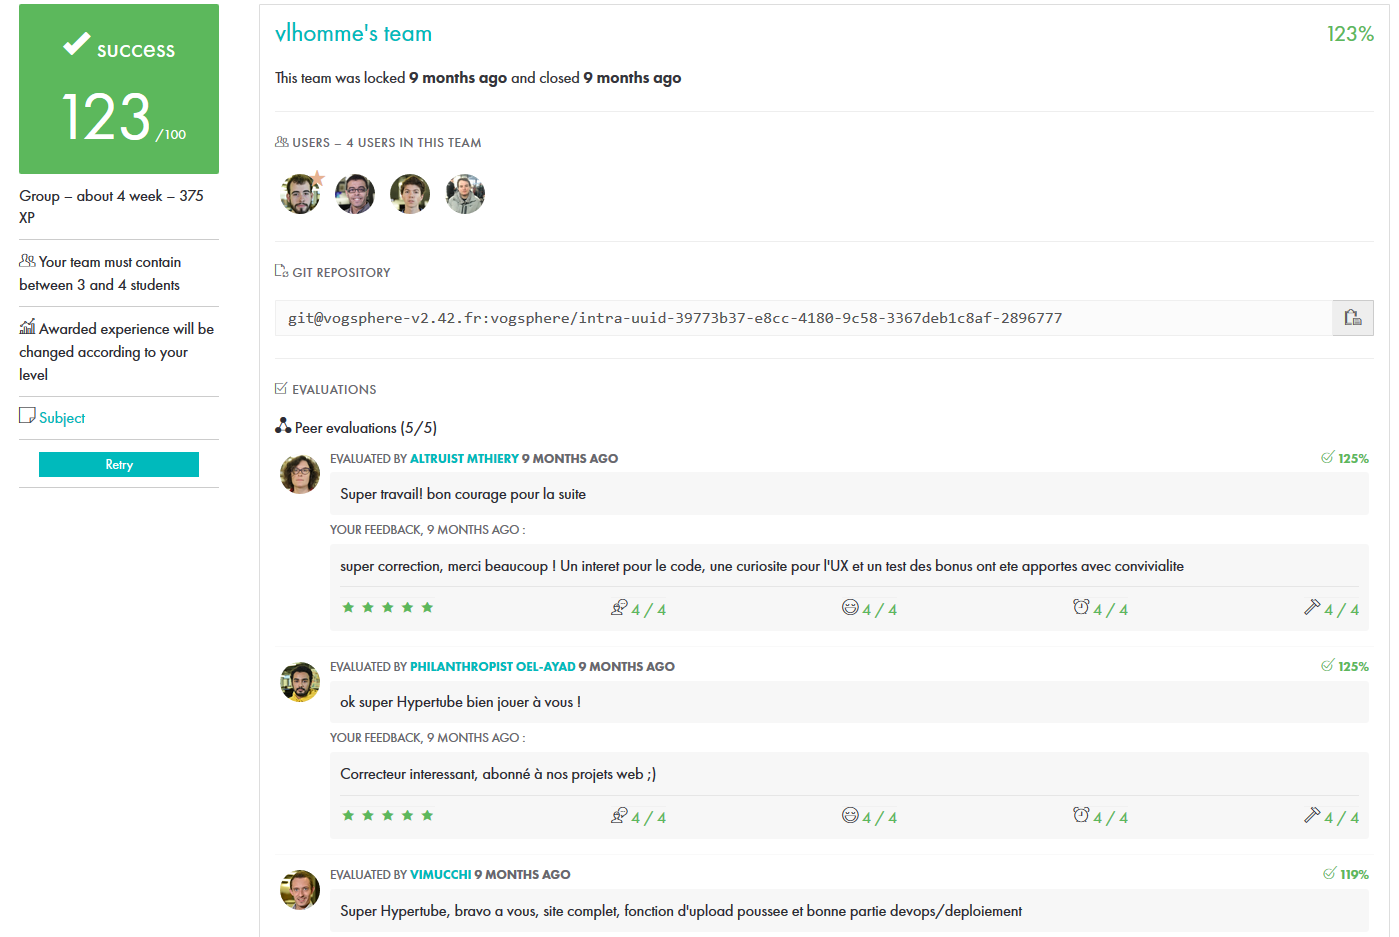 success
123 /100
Group – about 4 week – 375
XP
Your team must contain
between 3 and 4 students
Awarded experience will be
changed according to your
level
Subject
Retry
vlhomme's team 123%
This team was locked 9 months ago and closed 9 months ago
USERS – 4 USERS IN THIS TEAM
GIT REPOSITORY
git@vogsphere-v2.42.fr:vogsphere/intra-uuid-39773b37-e8cc-4180-9c58-3367deb1c8af-2896777
EVALUATIONS
Peer evaluations (5/5)
EVALUATED BY ALTRUIST MTHIERY 9 MONTHS AGO 125%
Super travail! bon courage pour la suite
YOUR FEEDBACK, 9 MONTHS AGO :
super correction, merci beaucoup ! Un interet pour le code, une curiosite pour l'UX et un test des bonus ont ete apportes avec convivialite
4 / 4 4 / 4 4 / 4 4 / 4
EVALUATED BY PHILANTHROPIST OEL-AYAD 9 MONTHS AGO 125%
ok super Hypertube bien jouer à vous !
YOUR FEEDBACK, 9 MONTHS AGO :
Correcteur interessant, abonné à nos projets web ;)
4 / 4 4 / 4 4 / 4 4 / 4
EVALUATED BY VIMUCCHI 9 MONTHS AGO 119%
Super Hypertube, bravo a vous, site complet, fonction d'upload poussee et bonne partie devops/deploiement